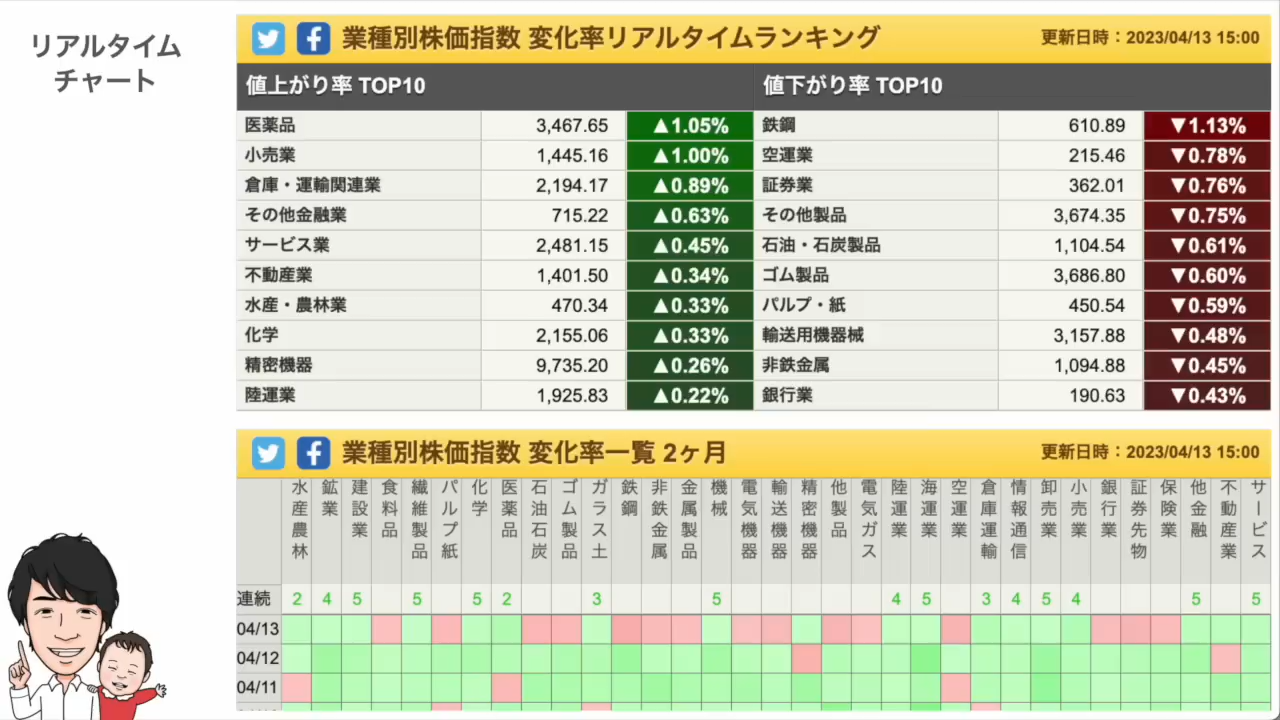 リアルタイム
チャート
業種別株価指数 変化率リアルタイムランキング 更新日時：2023/04/13 15:00
値上がり率 TOP10 値下がり率 TOP10
医薬品 3,467.65 ▲1.05% 鉄鋼 610.89 ▼1.13%
小売業 1,445.16 ▲1.00% 空運業 215.46 ▼0.78%
倉庫・運輸関連業 2,194.17 ▲0.89% 証券業 362.01 ▼0.76%
その他金融業 715.22 ▲0.63% その他製品 3,674.35 ▼0.75%
サービス業 2,481.15 ▲0.45% 石油・石炭製品 1,104.54 ▼0.61%
不動産業 1,401.50 ▲0.34% ゴム製品 3,686.80 ▼0.60%
水産・農林業 470.34 ▲0.33% パルプ・紙 450.54 ▼0.59%
化学 2,155.06 ▲0.33% 輸送用機器械 3,157.88 ▼0.48%
精密機器 9,735.20 ▲0.26% 非鉄金属 1,094.88 ▼0.45%
陸運業 1,925.83 ▲0.22% 銀行業 190.63 ▼0.43%
業種別株価指数 変化率一覧 2ヶ月 更新日時：2023/04/13 15:00
水産農林 鉱業 建設業 食料品 繊維製品 パルプ紙 化学 医薬品 石油石炭 ゴム製品 ガラス土 鉄鋼 非鉄金属 金属製品 機械 電気機器 輸送機器 精密機器 他製品 電気ガス 陸運業 海運業 空運業 倉庫運輸 情報通信 卸売業 小売業 銀行業 証券先物 保険業 他金融 不動産業 サービス
連続 2 4 5 5 5 2 3 5 4 5 3 4 5 4 5 5
04/13
04/12
04/11